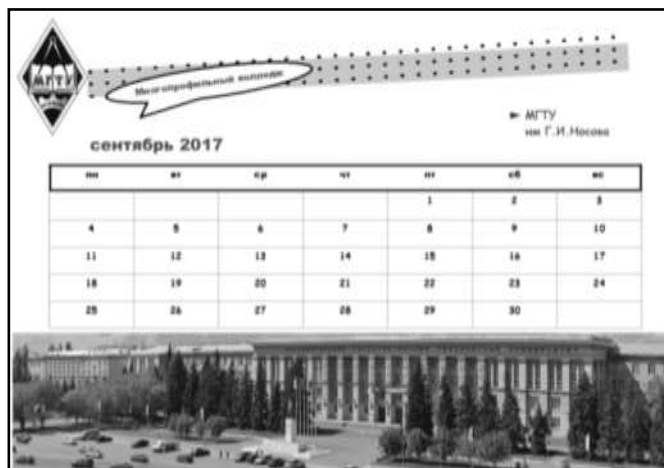 МГТУ
Многопрофильный колледж
МГТУ
им Г.И.Носова
сентябрь 2017
пн вт ср чт пт сб вс
1 2 3
4 5 6 7 8 9 10
11 12 13 14 15 16 17
18 19 20 21 22 23 24
25 26 27 28 29 30